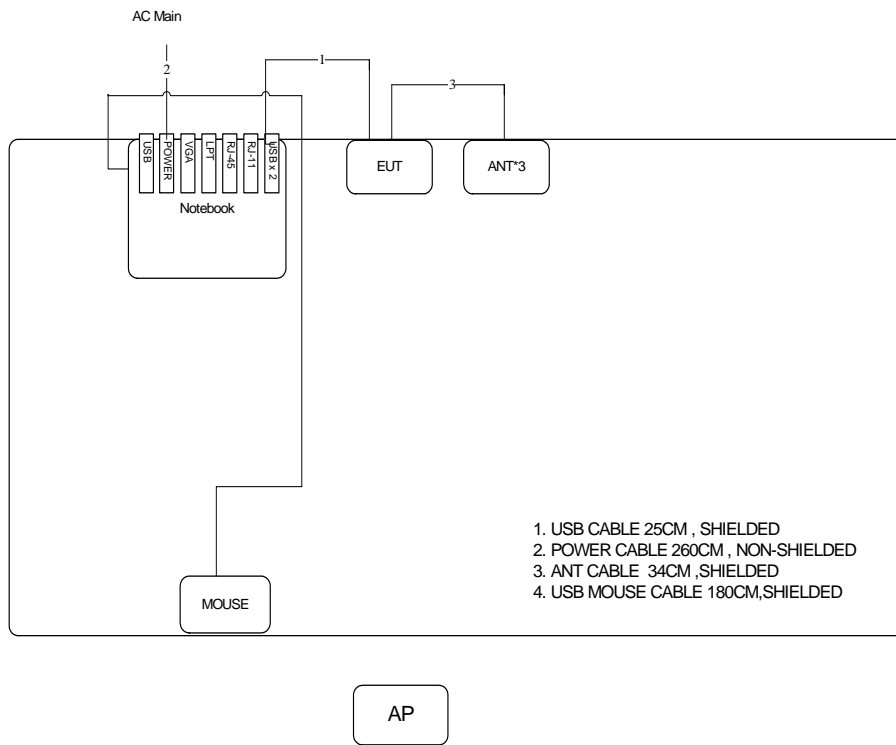 AC Main
1
2
3
USB
POWER
VGA
LPT
RJ-45
RJ-11
USB x 2
EUT
ANT*3
Notebook
1. USB CABLE 25CM , SHIELDED
2. POWER CABLE 260CM , NON-SHIELDED
3. ANT CABLE 34CM ,SHIELDED
4. USB MOUSE CABLE 180CM,SHIELDED
MOUSE
AP